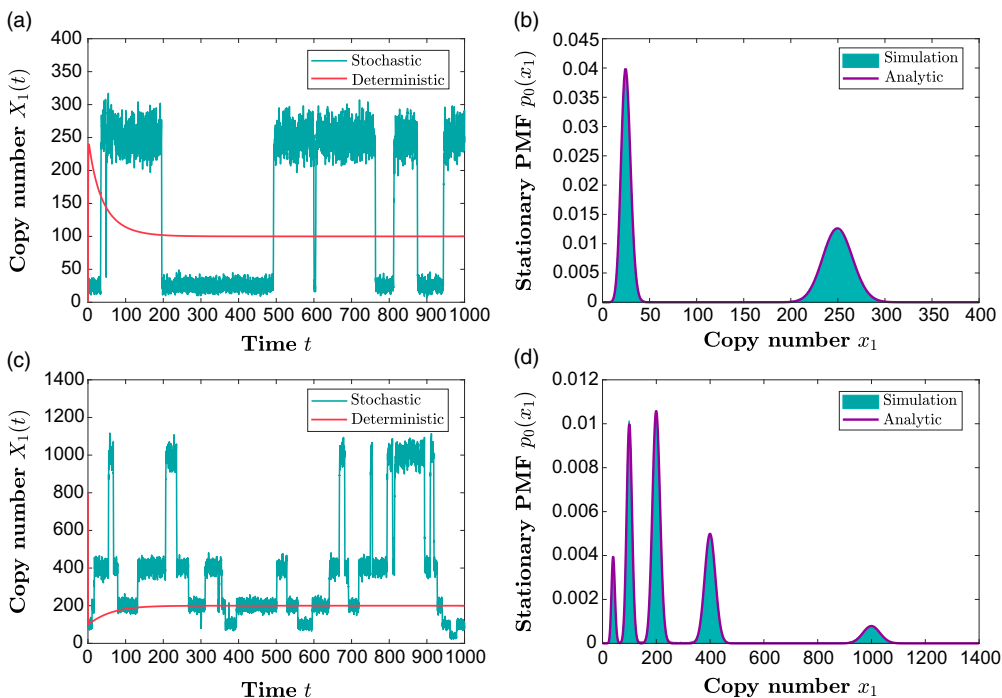 (a)
400
350
300
250
200
150
100
50
0
Copy number X₁(t)
Stochastic
Deterministic
0 100 200 300 400 500 600 700 800 900 1000
Time t
(b)
0.045
0.04
0.035
0.03
0.025
0.02
0.015
0.01
0.005
0
Stationary PMF p₀(x₁)
Simulation
Analytic
0 50 100 150 200 250 300 350 400
Copy number x₁
(c)
1400
1200
1000
800
600
400
200
0
Copy number X₁(t)
Stochastic
Deterministic
0 100 200 300 400 500 600 700 800 900 1000
Time t
(d)
0.012
0.01
0.008
0.006
0.004
0.002
0
Stationary PMF p₀(x₁)
Simulation
Analytic
0 200 400 600 800 1000 1200 1400
Copy number x₁